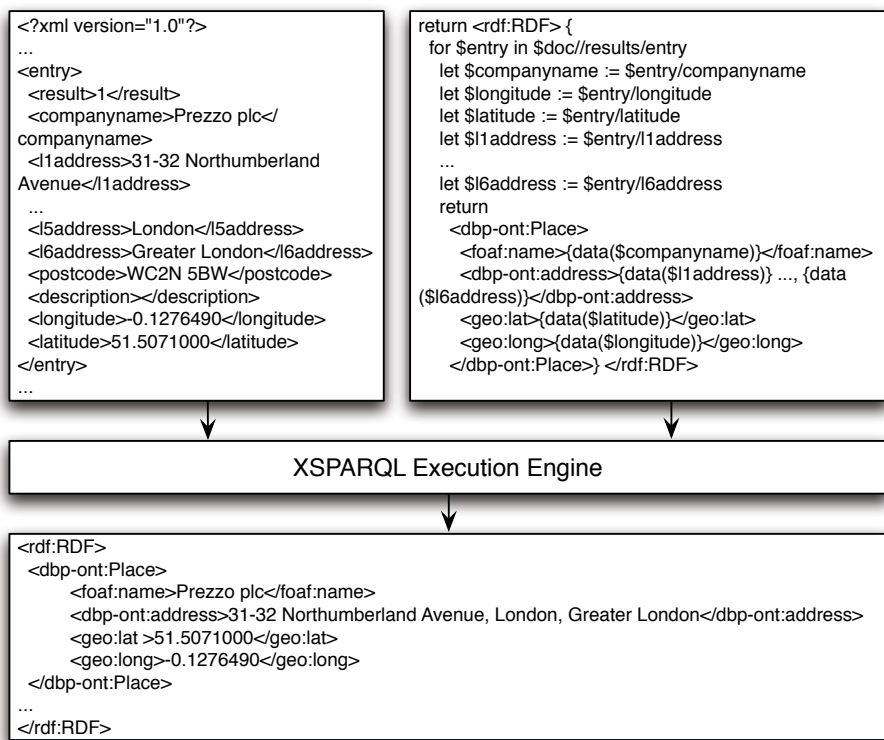 <?xml version="1.0"?>
...
<entry>
<result>1</result>
<companyname>Prezzo plc</
companyname>
<l1address>31-32 Northumberland
Avenue</l1address>
...
<l5address>London</l5address>
<l6address>Greater London</l6address>
<postcode>WC2N 5BW</postcode>
<description></description>
<longitude>-0.1276490</longitude>
<latitude>51.5071000</latitude>
</entry>
...
return <rdf:RDF> {
for $entry in $doc//results/entry
let $companyname := $entry/companyname
let $longitude := $entry/longitude
let $latitude := $entry/latitude
let $l1address := $entry/l1address
...
let $l6address := $entry/l6address
return
<dbp-ont:Place>
<foaf:name>{data($companyname)}</foaf:name>
<dbp-ont:address>{data($l1address)} ..., {data
($l6address)}</dbp-ont:address>
<geo:lat>{data($latitude)}</geo:lat>
<geo:long>{data($longitude)}</geo:long>
</dbp-ont:Place>} </rdf:RDF>
XSPARQL Execution Engine
<rdf:RDF>
<dbp-ont:Place>
<foaf:name>Prezzo plc</foaf:name>
<dbp-ont:address>31-32 Northumberland Avenue, London, Greater London</dbp-ont:address>
<geo:lat >51.5071000</geo:lat>
<geo:long>-0.1276490</geo:long>
</dbp-ont:Place>
...
</rdf:RDF>